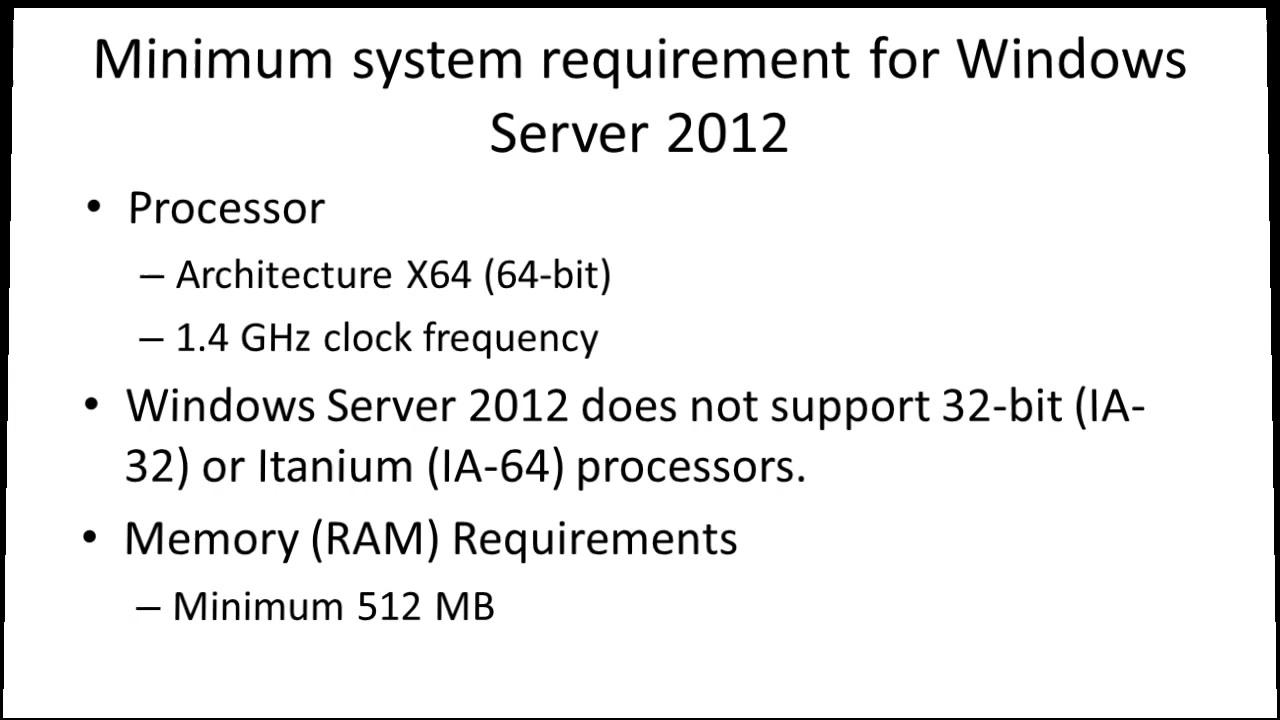 Minimum system requirement for Windows
Server 2012
• Processor
– Architecture X64 (64-bit)
– 1.4 GHz clock frequency
• Windows Server 2012 does not support 32-bit (IA-
32) or Itanium (IA-64) processors.
• Memory (RAM) Requirements
– Minimum 512 MB